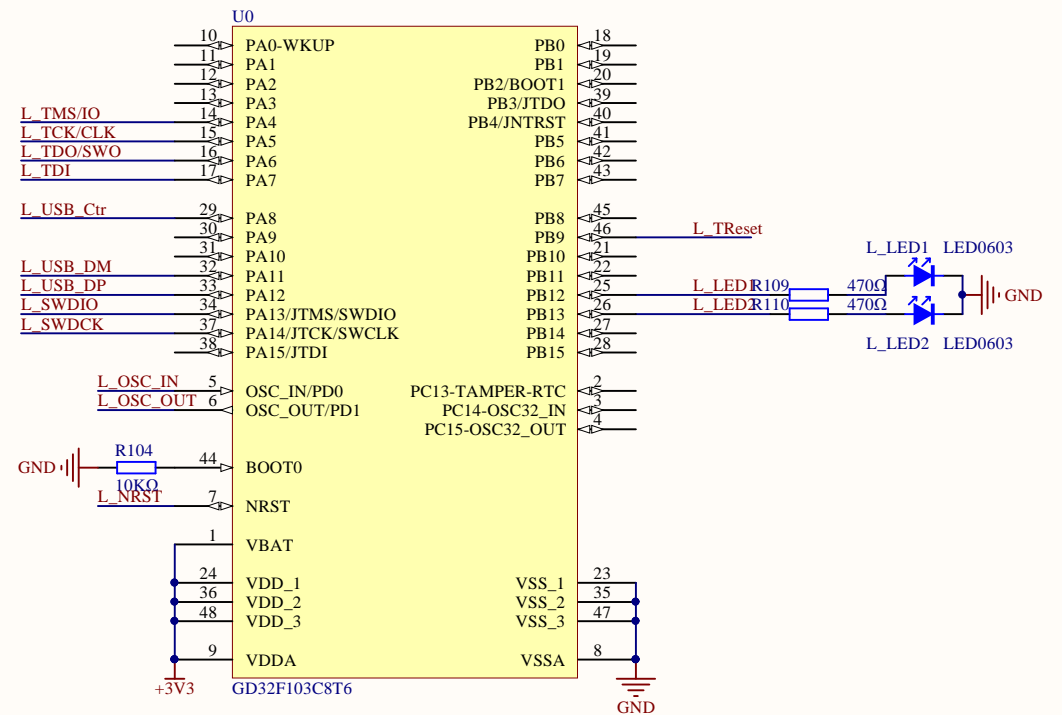 U0
10 PA0-WKUP PB0 18
11 PA1 PB1 19
12 PA2 PB2/BOOT1 20
13 PA3 PB3/JTDO 39
L_TMS/IO 14 PA4 PB4/JNTRST 40
L_TCK/CLK 15 PA5 PB5 41
L_TDO/SWO 16 PA6 PB6 42
L_TDI 17 PA7 PB7 43
L_USB_Ctr 29 PA8 PB8 45
30 PA9 PB9 46 L_TReset
31 PA10 PB10 21
L_LED1 LED0603
L_USB_DM 32 PA11 PB11 22
L_USB_DP 33 PA12 PB12 25 L_LED1 R109 470Ω
GND
L_SWDIO 34 PA13/JTMS/SWDIO PB13 26 L_LED2 R110 470Ω
L_SWDCK 37 PA14/JTCK/SWCLK PB14 27
L_LED2 LED0603
38 PA15/JTDI PB15 28
L_OSC_IN 5 OSC_IN/PD0 PC13-TAMPER-RTC 2
L_OSC_OUT 6 OSC_OUT/PD1 PC14-OSC32_IN 3
PC15-OSC32_OUT 4
R104
GND 44 BOOT0
10KΩ
L_NRST 7 NRST
1 VBAT
24 VDD_1 VSS_1 23
36 VDD_2 VSS_2 35
48 VDD_3 VSS_3 47
9 VDDA VSSA 8
+3V3 GD32F103C8T6
GND